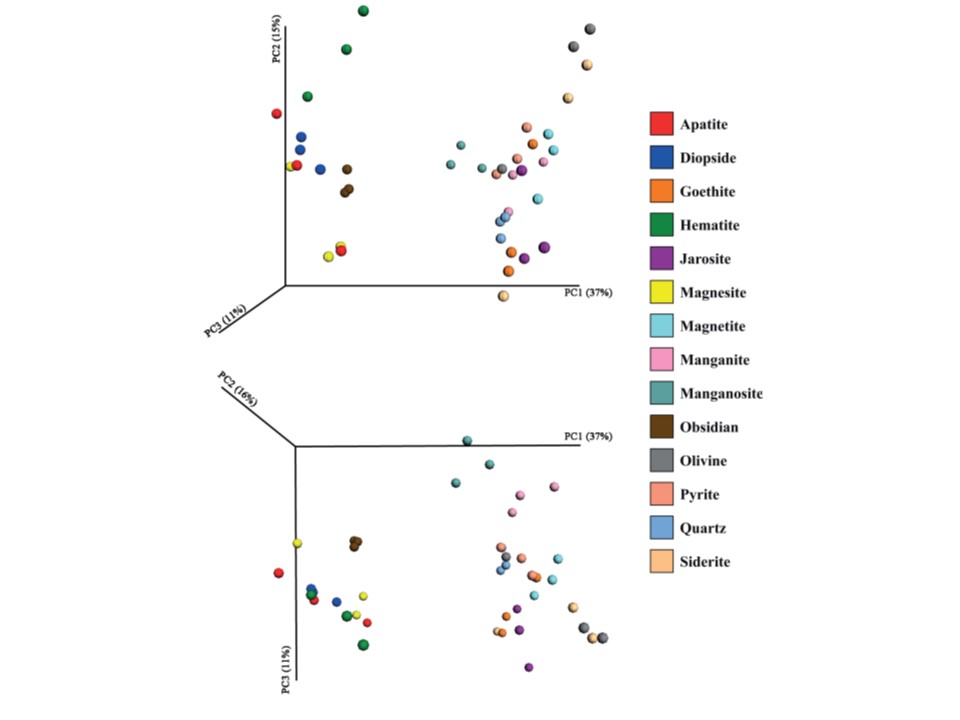 PC2 (15%)
PC1 (37%)
PC3 (11%)
PC2 (16%)
PC1 (37%)
PC3 (11%)
Apatite
Diopside
Goethite
Hematite
Jarosite
Magnesite
Magnetite
Manganite
Manganosite
Obsidian
Olivine
Pyrite
Quartz
Siderite